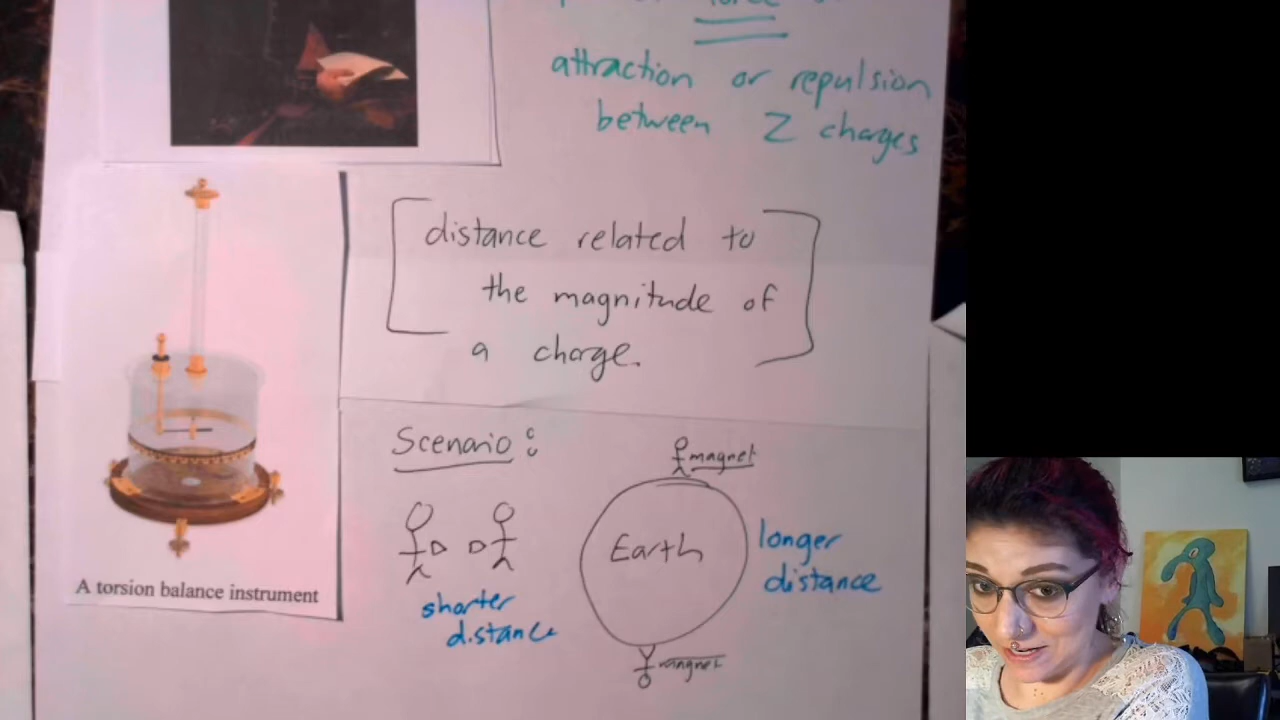 attraction or repulsion
between 2 charges
distance related to
the magnitude of
a charge.
Scenario:
magnet
Earth
longer
distance
shorter
distance
magnet
A torsion balance instrument